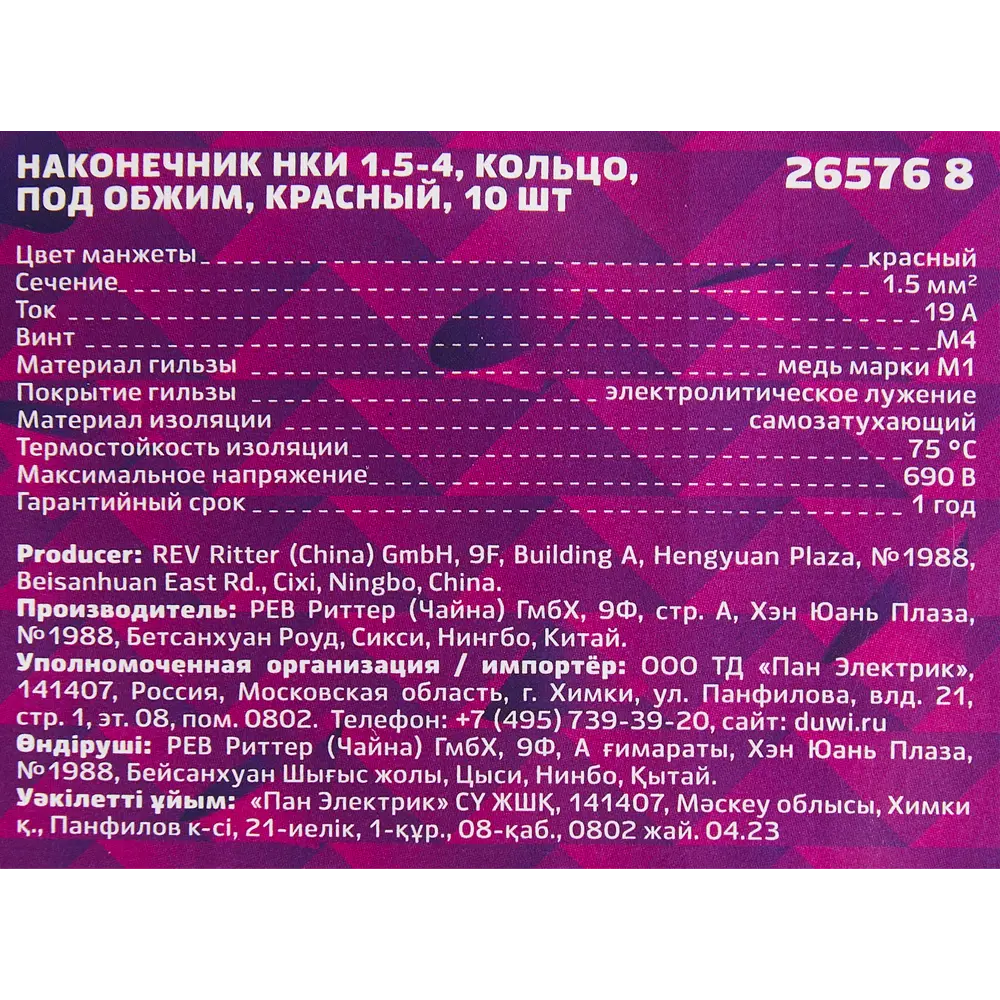 НАКОНЕЧНИК НКИ 1.5-4, КОЛЬЦО, 26576 8
ПОД ОБЖИМ, КРАСНЫЙ, 10 ШТ
Цвет манжеты красный
Сечение 1.5 мм²
Ток 19 А
Винт М4
Материал гильзы медь марки М1
Покрытие гильзы электролитическое лужение
Материал изоляции самозатухающий
Термостойкость изоляции 75 °С
Максимальное напряжение 690 В
Гарантийный срок 1 год
Producer: REV Ritter (China) GmbH, 9F, Building A, Hengyuan Plaza, №1988,
Beisanhuan East Rd., Cixi, Ningbo, China.
Производитель: РЕВ Риттер (Чайна) ГмбХ, 9Ф, стр. А, Хэн Юань Плаза,
№1988, Бетсанхуан Роуд, Сикси, Нингбо, Китай.
Уполномоченная организация / импортёр: ООО ТД «Пан Электрик»,
141407, Россия, Московская область, г. Химки, ул. Панфилова, влд. 21,
стр. 1, эт. 08, пом. 0802. Телефон: +7 (495) 739-39-20, сайт: duwi.ru
Өндіруші: РЕВ Риттер (Чайна) ГмбХ, 9Ф, А ғимараты, Хэн Юань Плаза,
№1988, Бейсанхуан Шығыс жолы, Цыси, Нинбо, Қытай.
Уәкілетті ұйым: «Пан Электрик» СҮ ЖШҚ, 141407, Мәскеу облысы, Химки
қ., Панфилов к-сі, 21-иелік, 1-құр., 08-қаб., 0802 жай. 04.23